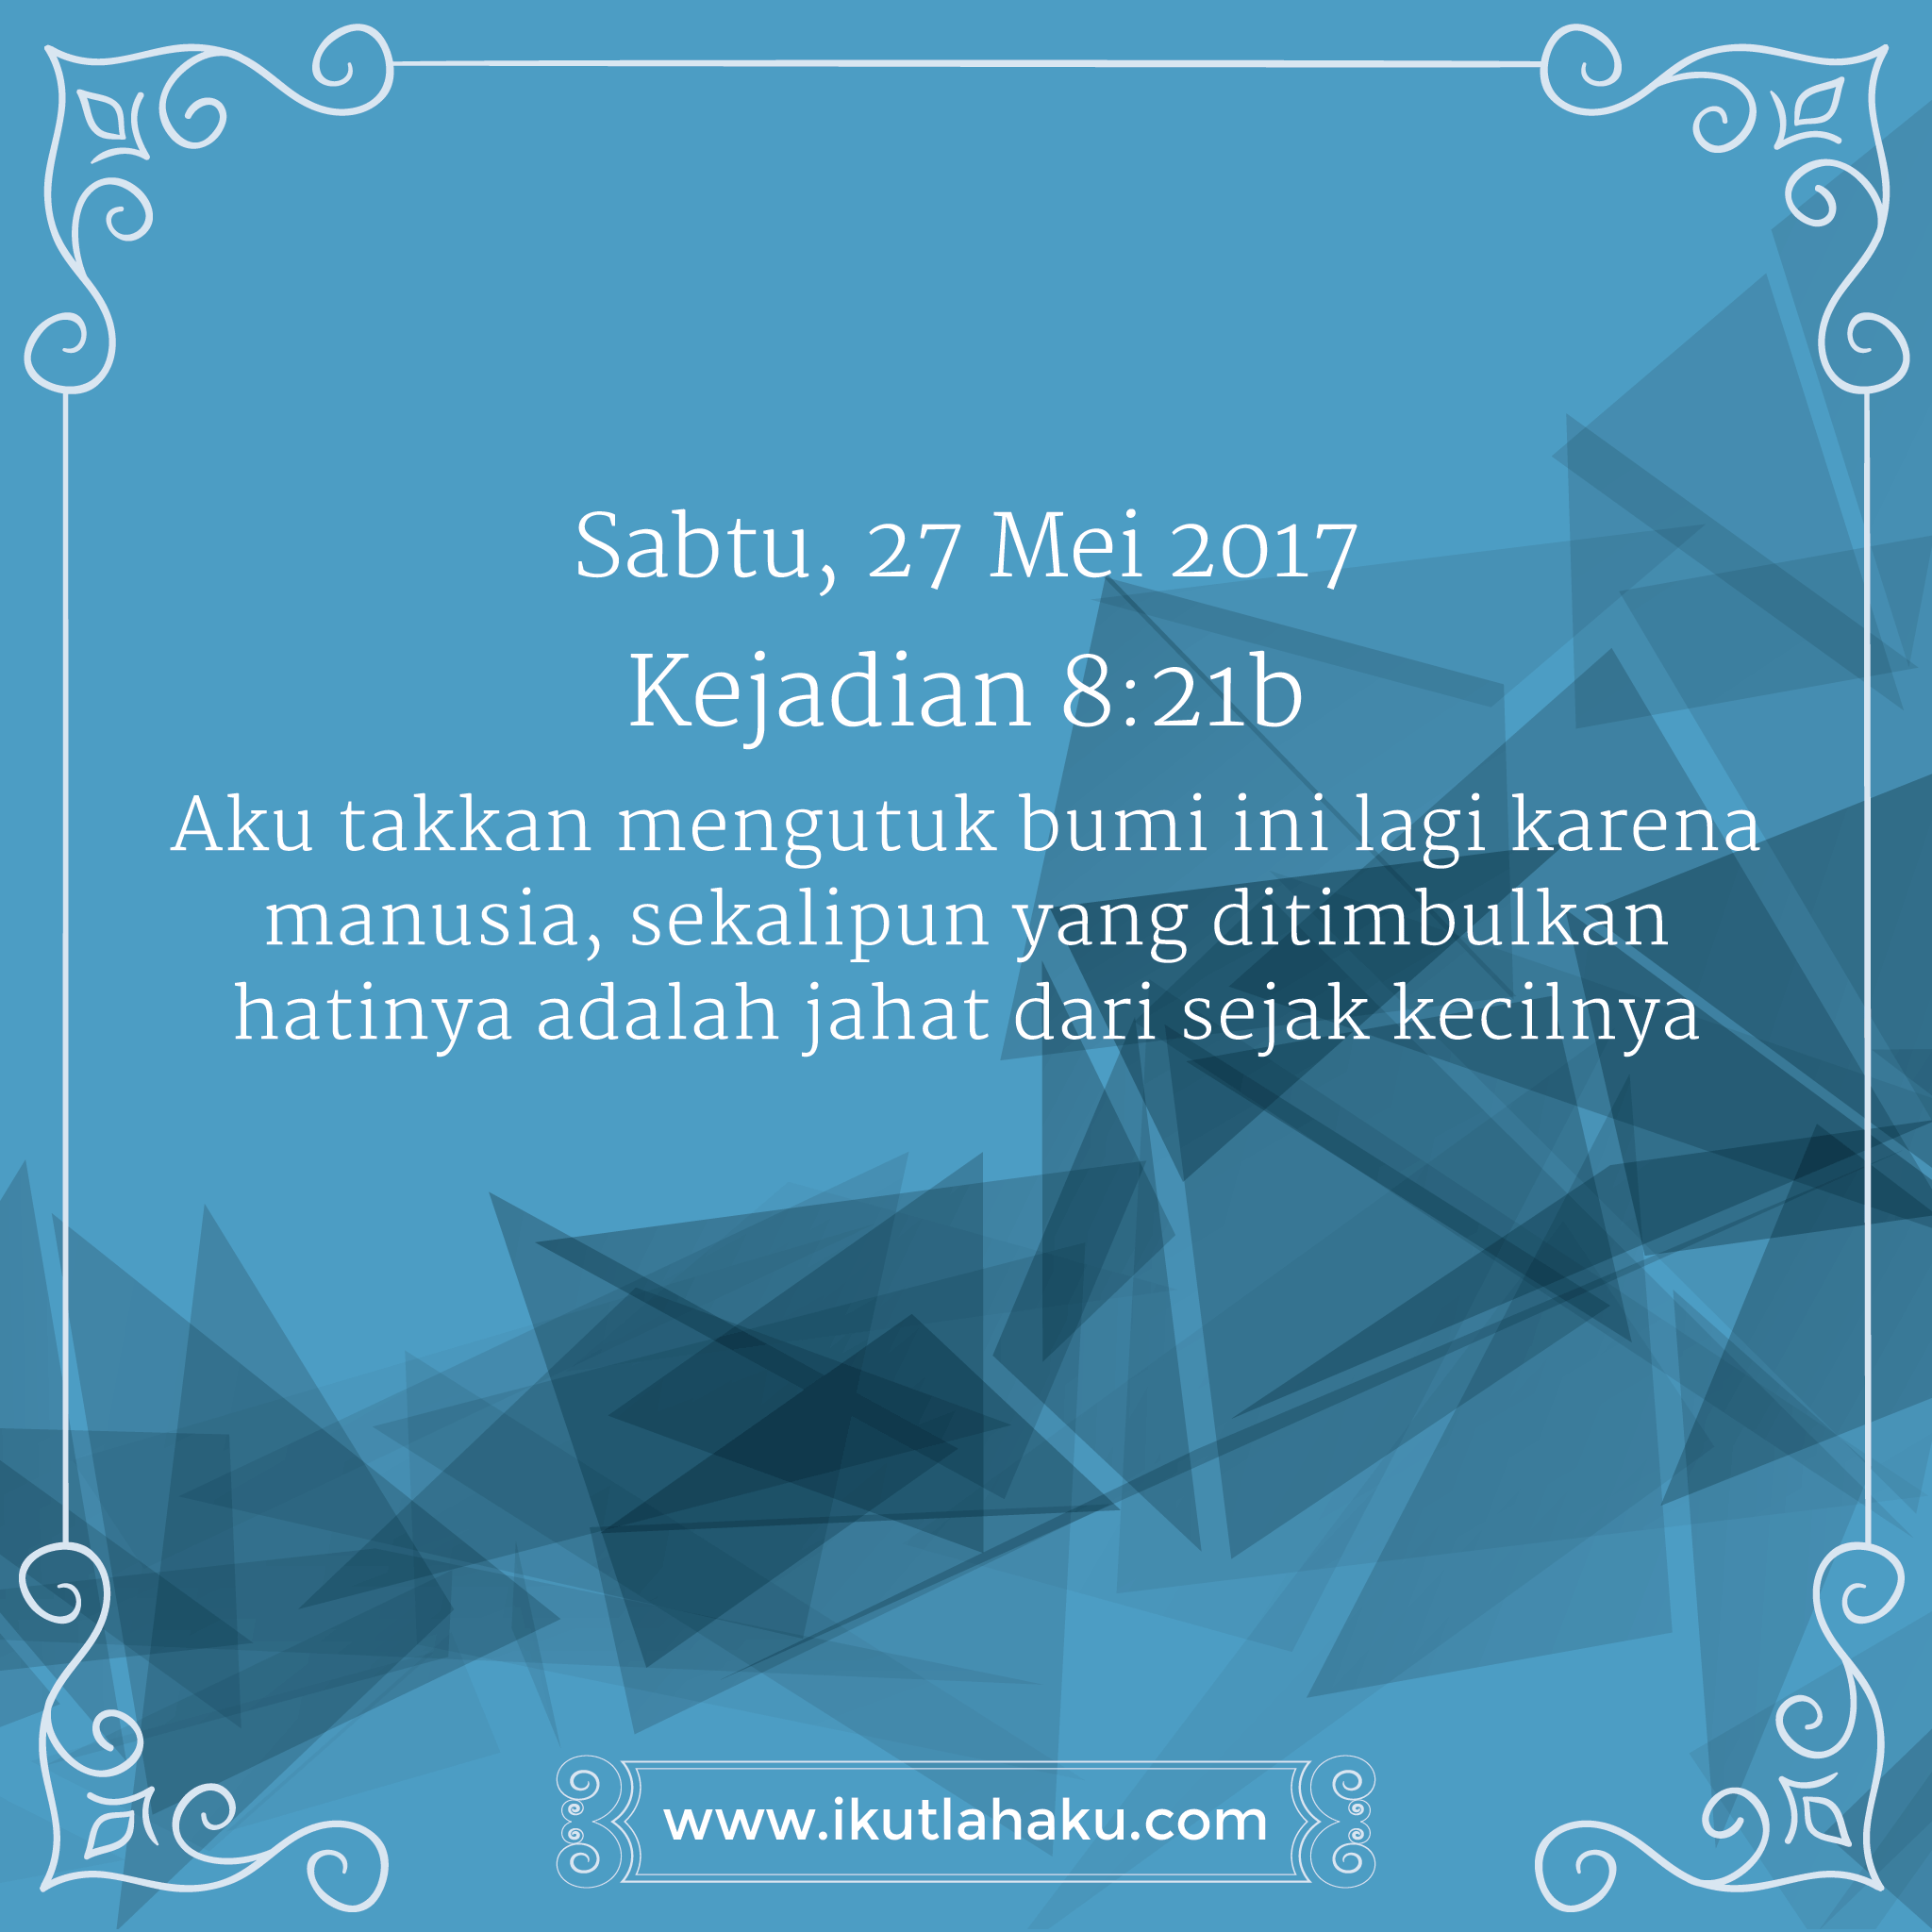 Sabtu, 27 Mei 2017
Kejadian 8:21b
Aku takkan mengutuk bumi ini lagi karena
manusia, sekalipun yang ditimbulkan
hatinya adalah jahat dari sejak kecilnya
www.ikutlahaku.com